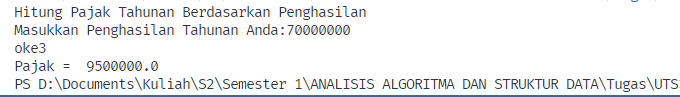 Hitung Pajak Tahunan Berdasarkan Penghasilan
Masukkan Penghasilan Tahunan Anda:70000000
oke3
Pajak =  9500000.0
PS D:\Documents\Kuliah\S2\Semester 1\ANALISIS ALGORITMA DAN STRUKTUR DATA\Tugas\UTS